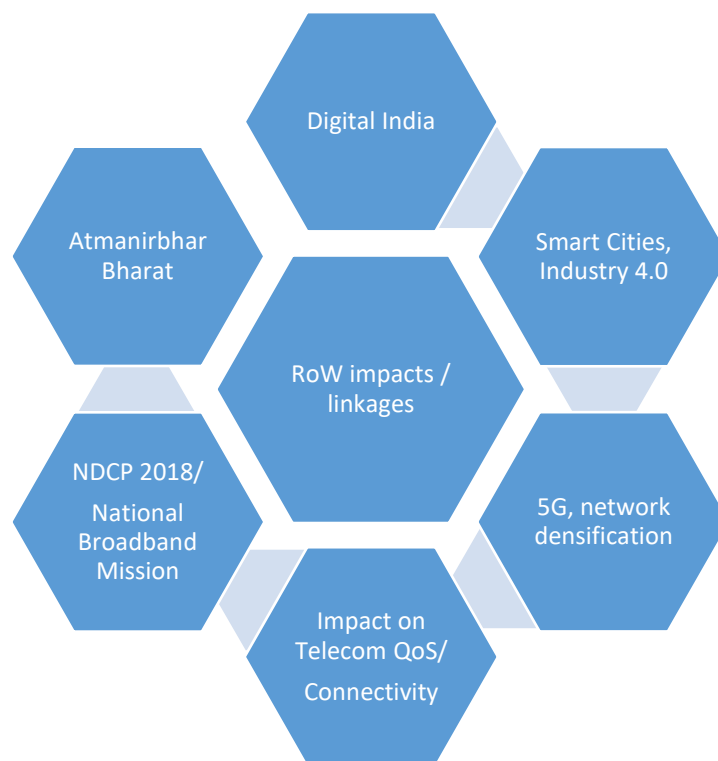 Digital India
Atmanirbhar
Bharat
Smart Cities,
Industry 4.0
RoW impacts /
linkages
NDCP 2018/
National
Broadband
Mission
5G, network
densification
Impact on
Telecom QoS/
Connectivity